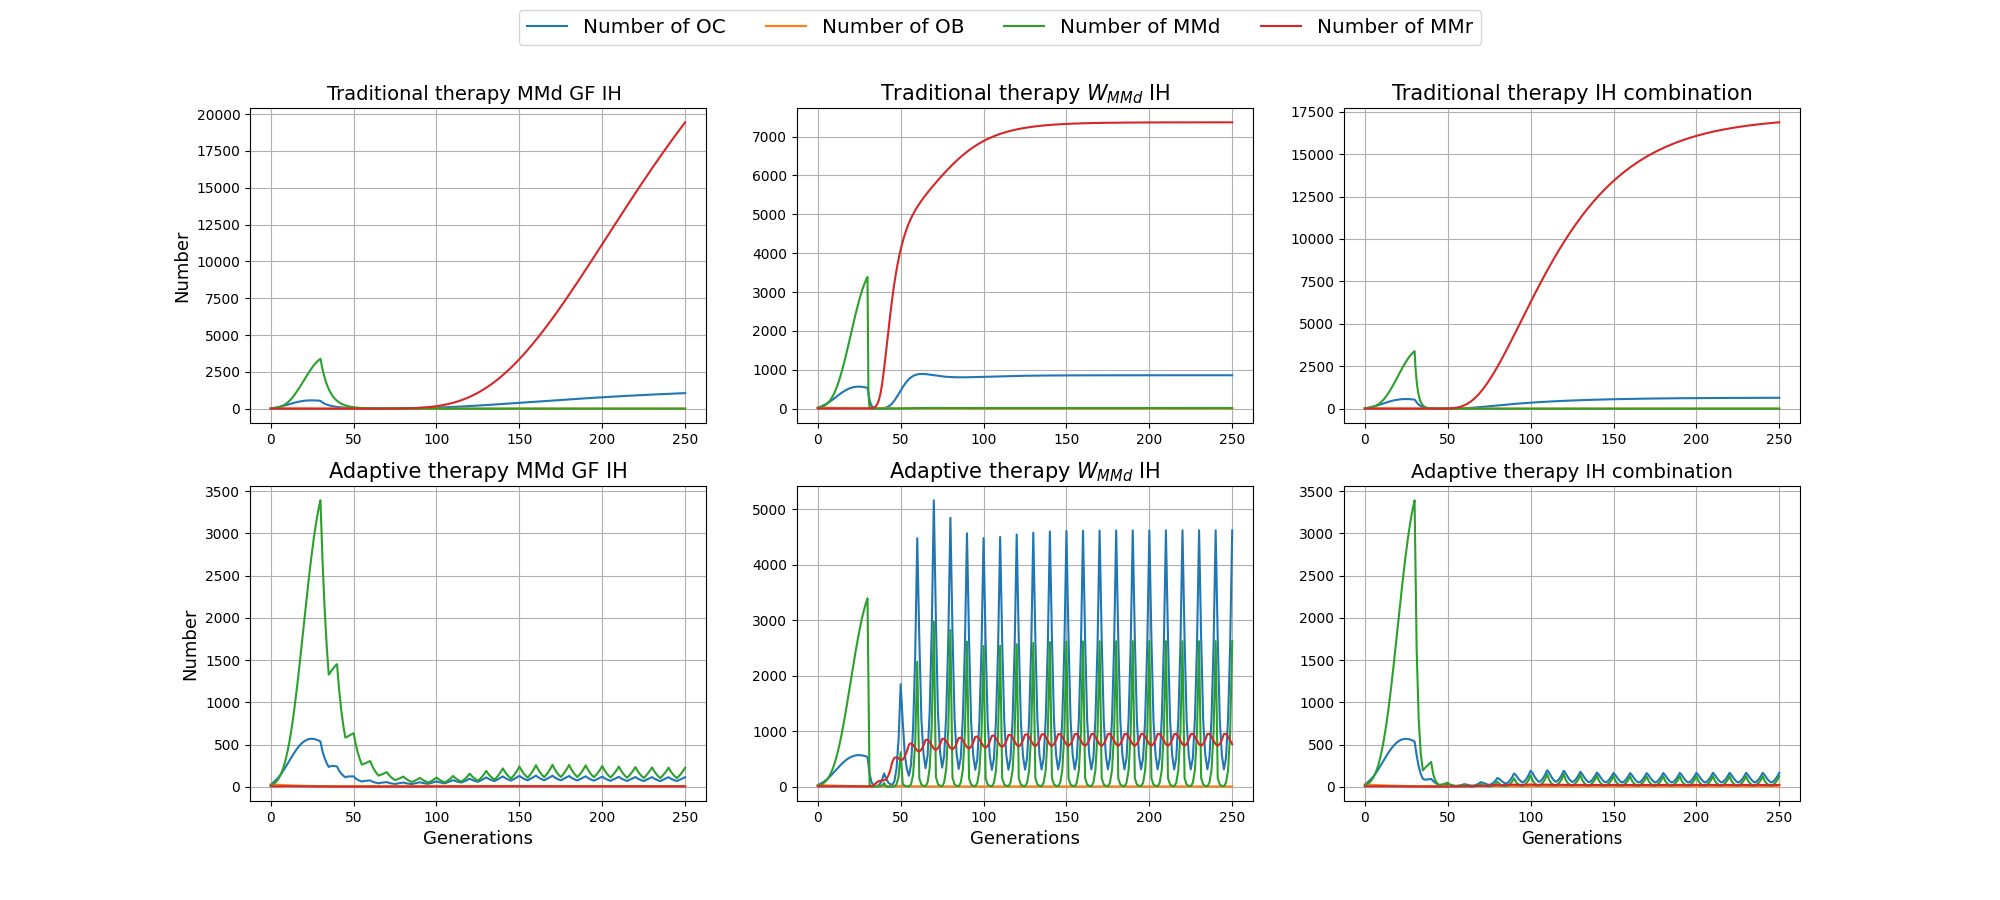 Number of OC Number of OB Number of MMd Number of MMr
Traditional therapy MMd GF IH
Number
20000
17500
15000
12500
10000
7500
5000
2500
0
0 50 100 150 200 250
Traditional therapy W_MMd IH
7000
6000
5000
4000
3000
2000
1000
0
0 50 100 150 200 250
Traditional therapy IH combination
17500
15000
12500
10000
7500
5000
2500
0
0 50 100 150 200 250
Adaptive therapy MMd GF IH
Number
3500
3000
2500
2000
1500
1000
500
0
0 50 100 150 200 250
Generations
Adaptive therapy W_MMd IH
5000
4000
3000
2000
1000
0
0 50 100 150 200 250
Generations
Adaptive therapy IH combination
3500
3000
2500
2000
1500
1000
500
0
0 50 100 150 200 250
Generations